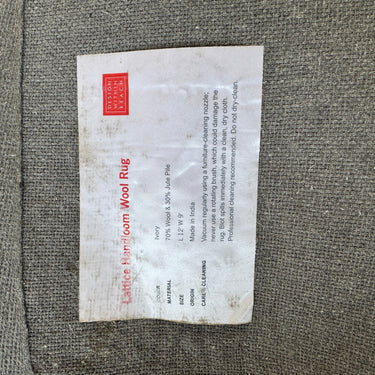 DESIGN
WITHIN
REACH
Lattice Handloom Wool Rug
COLOR Ivory
MATERIAL 70% Wool & 30% Jute Pile
SIZE L 12' W 9'
ORIGIN Made in India
CARE & CLEANING Vacuum regularly using a furniture-cleaning nozzle;
never use a rotating brush, which could damage the
rug. Blot spills immediately with a clean, dry cloth.
Professional cleaning recommended. Do not dry-clean.